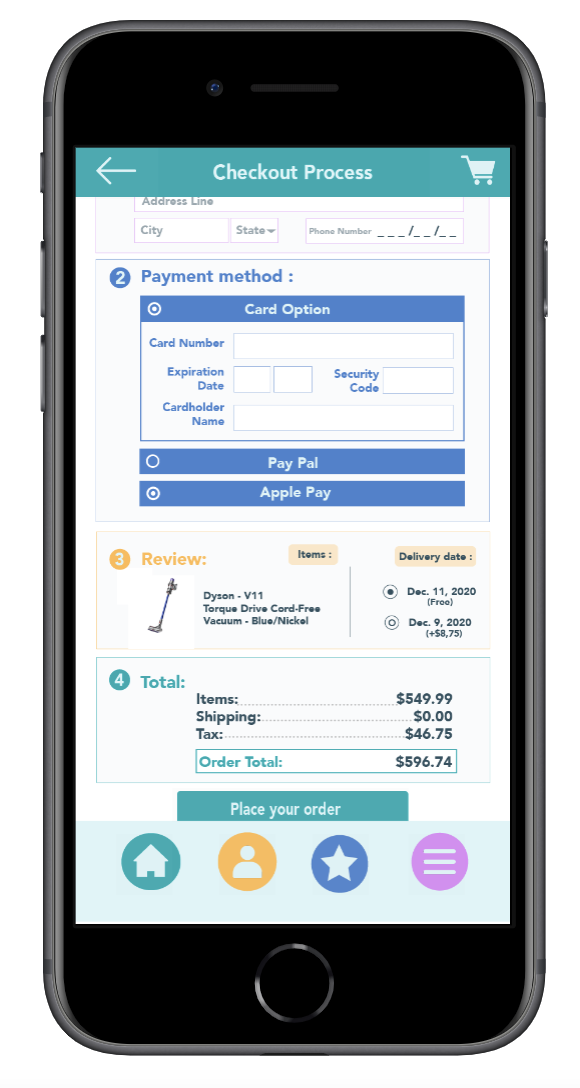 Checkout Process
Address Line
City
State
Phone Number _ _ _ /_ _ /_ _
2 Payment method :
Card Option
Card Number
Expiration Date
Security Code
Cardholder Name
Pay Pal
Apple Pay
3 Review:
Items :
Delivery date :
Dyson - V11
Torque Drive Cord-Free
Vacuum - Blue/Nickel
Dec. 11, 2020
(Free)
Dec. 9, 2020
(+$8,75)
4 Total:
Items: $549.99
Shipping: $0.00
Tax: $46.75
Order Total: $596.74
Place your order